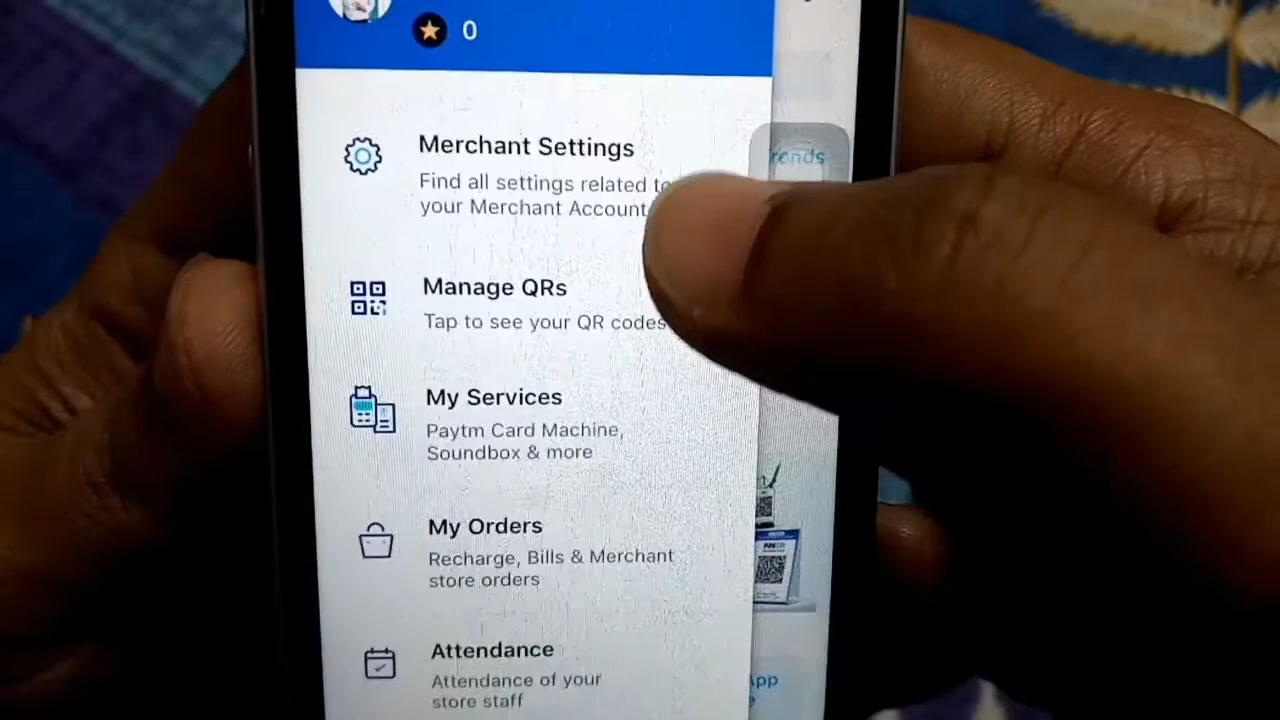 0
Merchant Settings
Find all settings related to
your Merchant Account
Manage QRs
Tap to see your QR codes
My Services
Paytm Card Machine,
Soundbox & more
My Orders
Recharge, Bills & Merchant
store orders
Attendance
Attendance of your
store staff